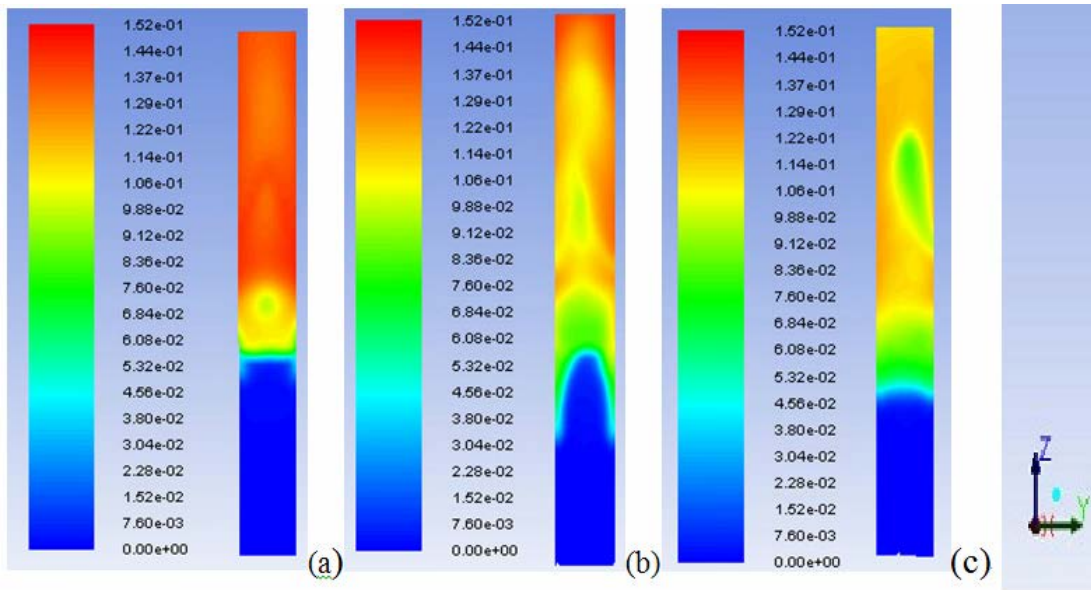 1.52e-01
1.44e-01
1.37e-01
1.29e-01
1.22e-01
1.14e-01
1.06e-01
9.88e-02
9.12e-02
8.36e-02
7.60e-02
6.84e-02
6.08e-02
5.32e-02
4.56e-02
3.80e-02
3.04e-02
2.28e-02
1.52e-02
7.60e-03
0.00e+00
(a)
1.52e-01
1.44e-01
1.37e-01
1.29e-01
1.22e-01
1.14e-01
1.06e-01
9.88e-02
9.12e-02
8.36e-02
7.60e-02
6.84e-02
6.08e-02
5.32e-02
4.56e-02
3.80e-02
3.04e-02
2.28e-02
1.52e-02
7.60e-03
0.00e+00
(b)
1.52e-01
1.44e-01
1.37e-01
1.29e-01
1.22e-01
1.14e-01
1.06e-01
9.88e-02
9.12e-02
8.36e-02
7.60e-02
6.84e-02
6.08e-02
5.32e-02
4.56e-02
3.80e-02
3.04e-02
2.28e-02
1.52e-02
7.60e-03
0.00e+00
(c)
Z
X
Y